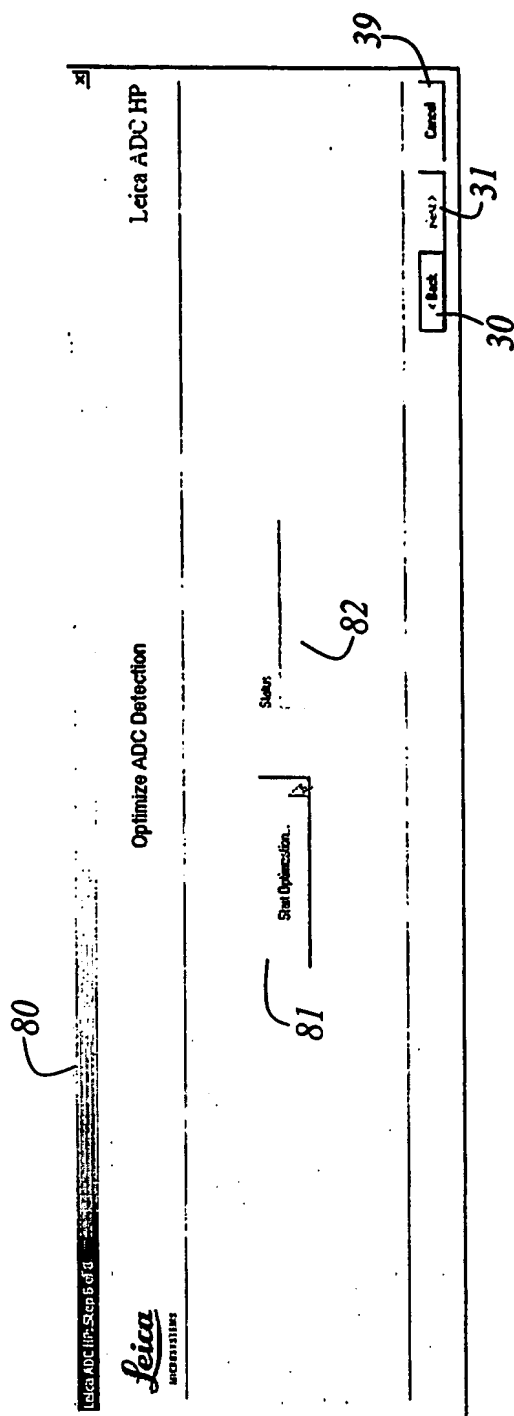 80
Leica ADC HP: Step 6 of
Leica
MICROSYSTEMS
Optimize ADC Detection
Leica ADC HP
81
Start Optimization...
Status
82
< Back
Cancel
30
31
39